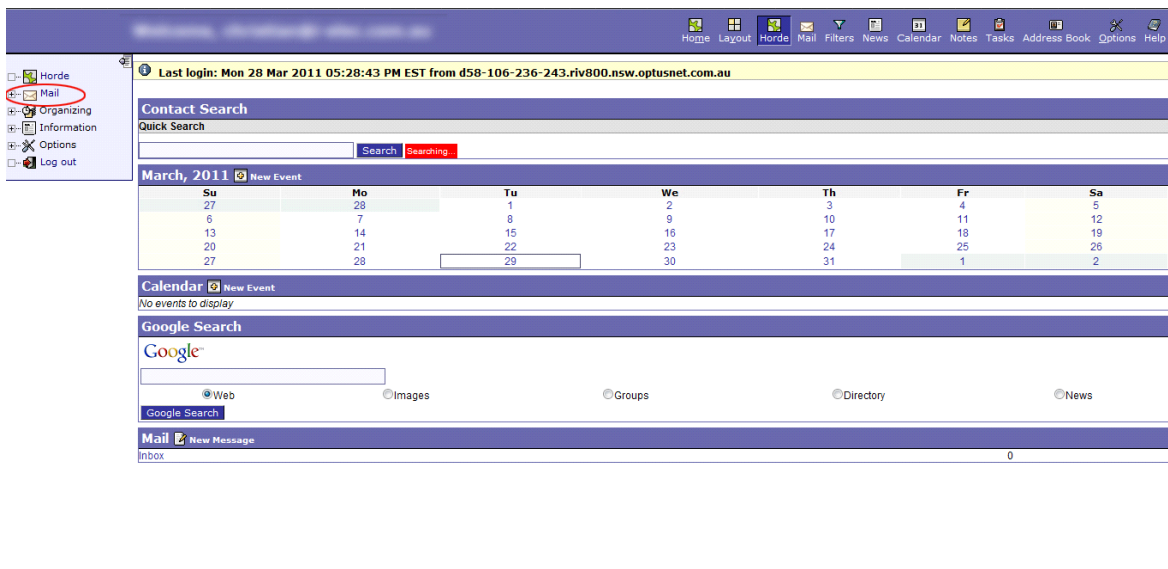 Home Layout Horde Mail Filters News Calendar Notes Tasks Address Book Options Help
Horde
Mail
Organizing
Information
Options
Log out
Last login: Mon 28 Mar 2011 05:28:43 PM EST from d58-106-236-243.riv800.nsw.optusnet.com.au
Contact Search
Quick Search
Search Searching...
March, 2011 New Event
Su Mo Tu We Th Fr Sa
27 28 1 2 3 4 5
6 7 8 9 10 11 12
13 14 15 16 17 18 19
20 21 22 23 24 25 26
27 28 29 30 31 1 2
Calendar New Event
No events to display
Google Search
Google™
Web Images Groups Directory News
Google Search
Mail New Message
Inbox 0